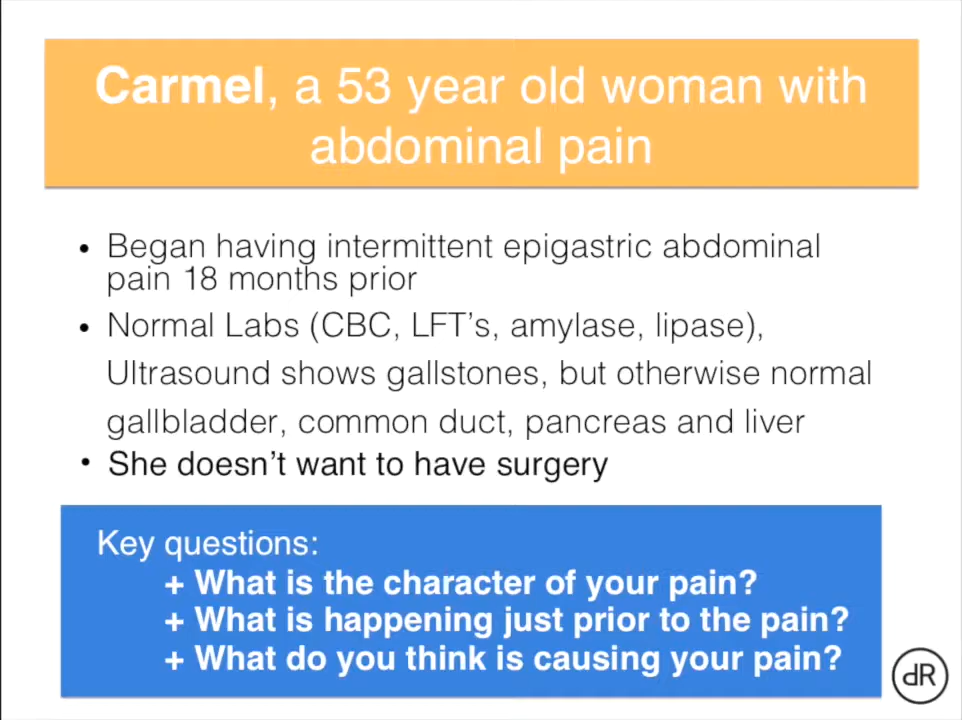 Carmel, a 53 year old woman with
abdominal pain
• Began having intermittent epigastric abdominal
pain 18 months prior
• Normal Labs (CBC, LFT’s, amylase, lipase),
Ultrasound shows gallstones, but otherwise normal
gallbladder, common duct, pancreas and liver
• She doesn’t want to have surgery
Key questions:
+ What is the character of your pain?
+ What is happening just prior to the pain?
+ What do you think is causing your pain?
dR